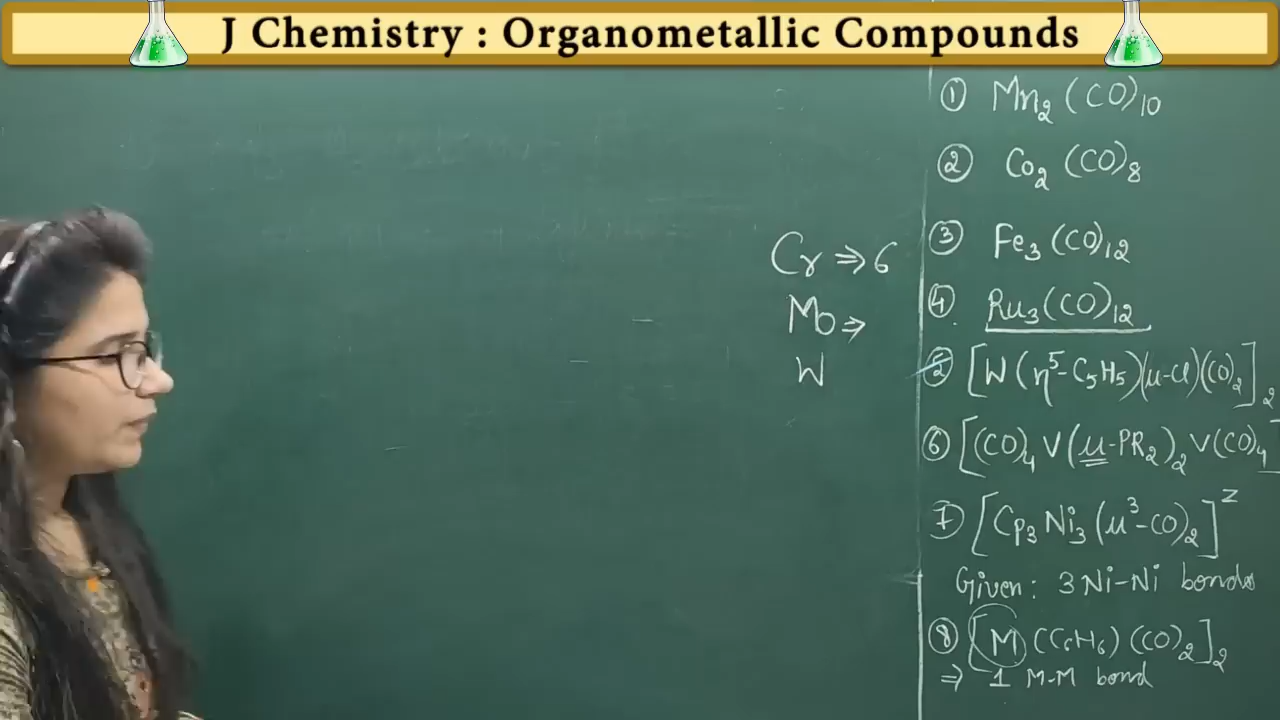 J Chemistry : Organometallic Compounds
Cr ⇒ 6
Mo ⇒
W
① Mn₂ (CO)₁₀
② Co₂ (CO)₈
③ Fe₃ (CO)₁₂
④ Ru₃(CO)₁₂
⑤ [W (η⁵-C₅H₅)(μ-Cl)(CO)₂]₂
⑥ [(CO)₄ V (μ-PR₂)₂ V(CO)₄]
⑦ [Cp₃ Ni₃ (μ³-CO)₂]ᶻ
Given: 3 Ni-Ni bonds
⑧ [M (C₆H₆) (CO)₂]₂
⇒ 1 M-M bond